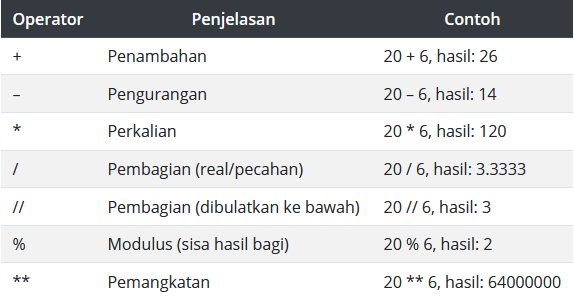 Operator Penjelasan Contoh
+ Penambahan 20 + 6, hasil: 26
– Pengurangan 20 – 6, hasil: 14
* Perkalian 20 * 6, hasil: 120
/ Pembagian (real/pecahan) 20 / 6, hasil: 3.3333
// Pembagian (dibulatkan ke bawah) 20 // 6, hasil: 3
% Modulus (sisa hasil bagi) 20 % 6, hasil: 2
** Pemangkatan 20 ** 6, hasil: 64000000